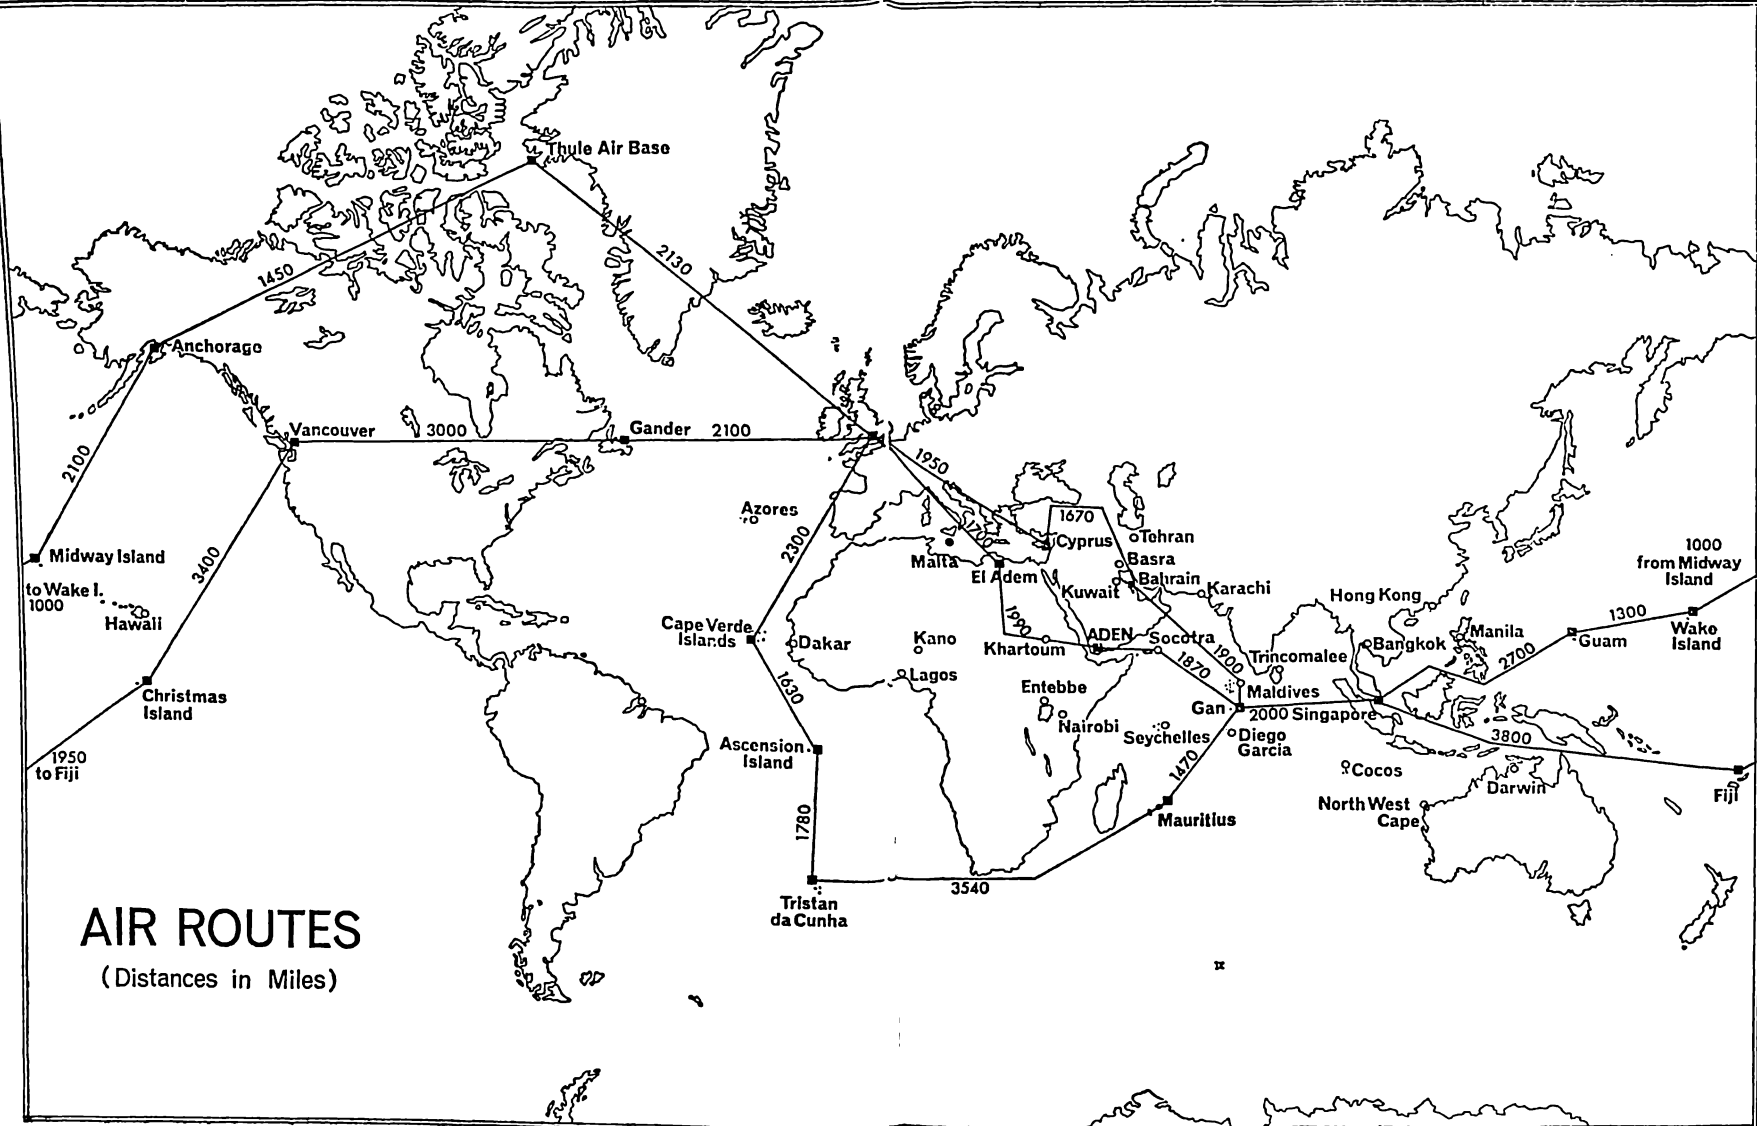 Thule Air Base
2130
1450
Anchorage
Vancouver
3000
Gander
2100
2100
1950
Azores
1670
Cyprus
Tehran
1700
Malta
El Adem
Basra
Kuwait
Bahrain
Karachi
Hong Kong
1000
from Midway
Island
Midway Island
to Wake I.
1000
Hawaii
3400
2300
Cape Verde
Islands
Dakar
Kano
Lagos
1990
Khartoum
ADEN
Socotra
1870
1900
Trincomalee
Bangkok
Manila
2700
Guam
1300
Wake
Island
Christmas
Island
1950
to Fiji
1630
Ascension
Island
Entebbe
Nairobi
Seychelles
Maldives
Gan
2000
Singapore
Diego
Garcia
1470
Mauritius
3800
Cocos
Darwin
North West
Cape
Fiji
1780
Tristan
da Cunha
3540
AIR ROUTES
(Distances in Miles)